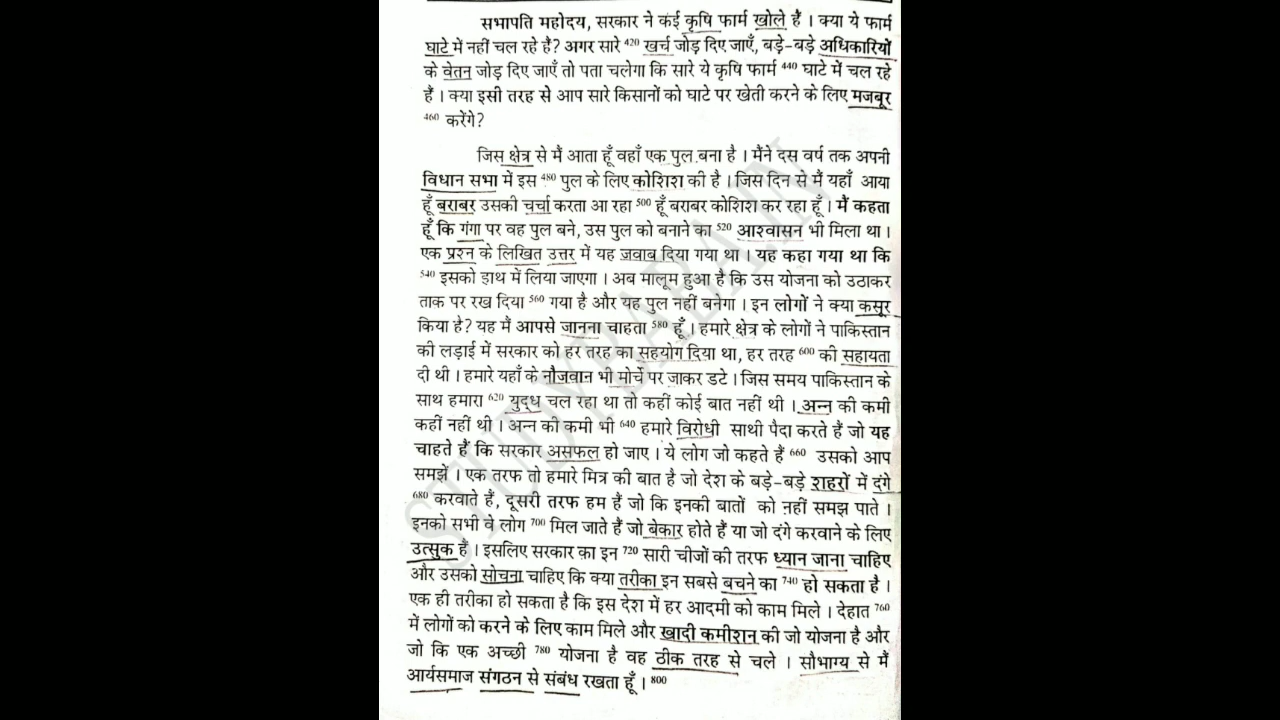 सभापति महोदय, सरकार ने कई कृषि फार्म खोले हैं । क्या ये फार्म
घाटे में नहीं चल रहे हैं? अगर सारे ⁴²⁰ खर्च जोड़ दिए जाएँ, बड़े-बड़े अधिकारियों
के वेतन जोड़ दिए जाएँ तो पता चलेगा कि सारे ये कृषि फार्म ⁴⁴⁰ घाटे में चल रहे
हैं । क्या इसी तरह से आप सारे किसानों को घाटे पर खेती करने के लिए मजबूर
⁴⁶⁰ करेंगे?
जिस क्षेत्र से मैं आता हूँ वहाँ एक पुल बना है । मैंने दस वर्ष तक अपनी
विधान सभा में इस ⁴⁸⁰ पुल के लिए कोशिश की है । जिस दिन से मैं यहाँ आया
हूँ बराबर उसकी चर्चा करता आ रहा ⁵⁰⁰ हूँ बराबर कोशिश कर रहा हूँ । मैं कहता
हूँ कि गंगा पर वह पुल बने, उस पुल को बनाने का ⁵²⁰ आश्वासन भी मिला था ।
एक प्रश्न के लिखित उत्तर में यह जवाब दिया गया था । यह कहा गया था कि
⁵⁴⁰ इसको हाथ में लिया जाएगा । अब मालूम हुआ है कि उस योजना को उठाकर
ताक पर रख दिया ⁵⁶⁰ गया है और यह पुल नहीं बनेगा । इन लोगों ने क्या कसूर
किया है? यह मैं आपसे जानना चाहता ⁵⁸⁰ हूँ । हमारे क्षेत्र के लोगों ने पाकिस्तान
की लड़ाई में सरकार को हर तरह का सहयोग दिया था, हर तरह ⁶⁰⁰ की सहायता
दी थी । हमारे यहाँ के नौजवान भी मोर्चे पर जाकर डटे । जिस समय पाकिस्तान के
साथ हमारा ⁶²⁰ युद्ध चल रहा था तो कहीं कोई बात नहीं थी । अन्न की कमी
कहीं नहीं थी । अन्न की कमी भी ⁶⁴⁰ हमारे विरोधी साथी पैदा करते हैं जो यह
चाहते हैं कि सरकार असफल हो जाए । ये लोग जो कहते हैं ⁶⁶⁰ उसको आप
समझें । एक तरफ तो हमारे मित्र की बात है जो देश के बड़े-बड़े शहरों में दंगे
⁶⁸⁰ करवाते हैं, दूसरी तरफ हम हैं जो कि इनकी बातों को नहीं समझ पाते ।
इनको सभी वे लोग ⁷⁰⁰ मिल जाते हैं जो बेकार होते हैं या जो दंगे करवाने के लिए
उत्सुक हैं । इसलिए सरकार का इन ⁷²⁰ सारी चीजों की तरफ ध्यान जाना चाहिए
और उसको सोचना चाहिए कि क्या तरीका इन सबसे बचने का ⁷⁴⁰ हो सकता है ।
एक ही तरीका हो सकता है कि इस देश में हर आदमी को काम मिले । देहात ⁷⁶⁰
में लोगों को करने के लिए काम मिले और खादी कमीशन की जो योजना है और
जो कि एक अच्छी ⁷⁸⁰ योजना है वह ठीक तरह से चले । सौभाग्य से मैं
आर्यसमाज संगठन से संबंध रखता हूँ । ⁸⁰⁰
STUDYBABA.IN